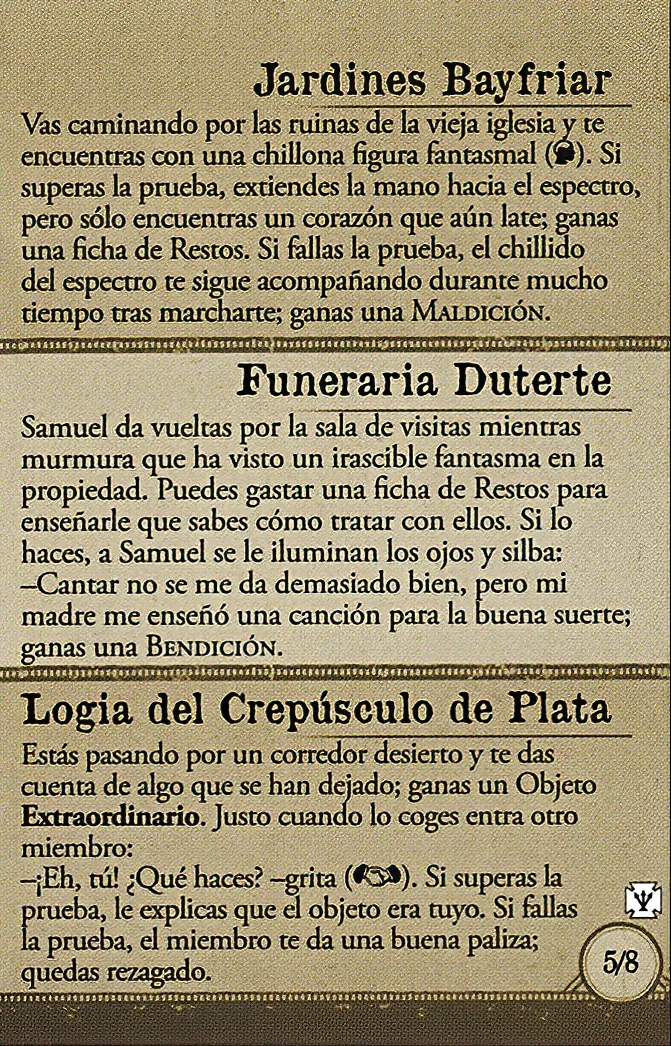 Jardines Bayfriar
Vas caminando por las ruinas de la vieja iglesia y te
encuentras con una chillona figura fantasmal (). Si
superas la prueba, extiendes la mano hacia el espectro,
pero sólo encuentras un corazón que aún late; ganas
una ficha de Restos. Si fallas la prueba, el chillido
del espectro te sigue acompañando durante mucho
tiempo tras marcharte; ganas una MALDICIÓN.
Funeraria Duterte
Samuel da vueltas por la sala de visitas mientras
murmura que ha visto un irascible fantasma en la
propiedad. Puedes gastar una ficha de Restos para
enseñarle que sabes cómo tratar con ellos. Si lo
haces, a Samuel se le iluminan los ojos y silba:
–Cantar no se me da demasiado bien, pero mi
madre me enseñó una canción para la buena suerte;
ganas una BENDICIÓN.
Logia del Crepúsculo de Plata
Estás pasando por un corredor desierto y te das
cuenta de algo que se han dejado; ganas un Objeto
Extraordinario. Justo cuando lo coges entra otro
miembro:
–¡Eh, tú! ¿Qué haces? –grita (). Si superas la
prueba, le explicas que el objeto era tuyo. Si fallas
la prueba, el miembro te da una buena paliza;
quedas rezagado.
5/8